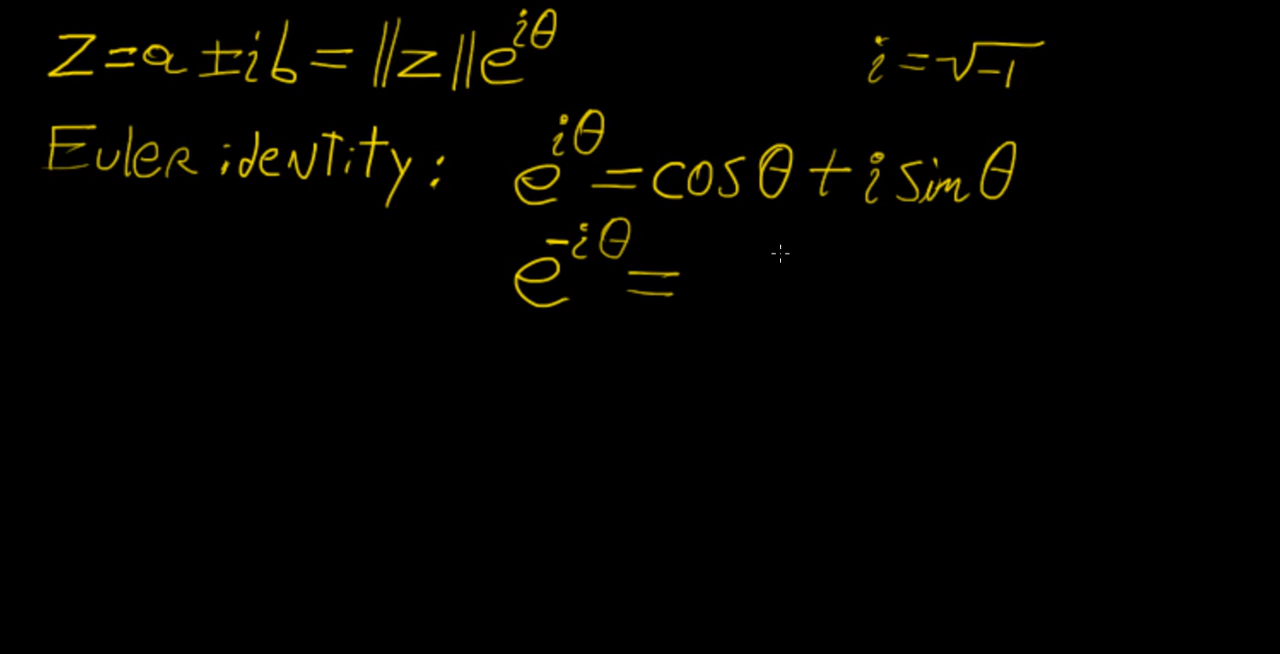 z = a ± ib = ||z||e^{iθ} i = √-1
Euler identity: e^{iθ} = cosθ + i sinθ
e^{-iθ} =